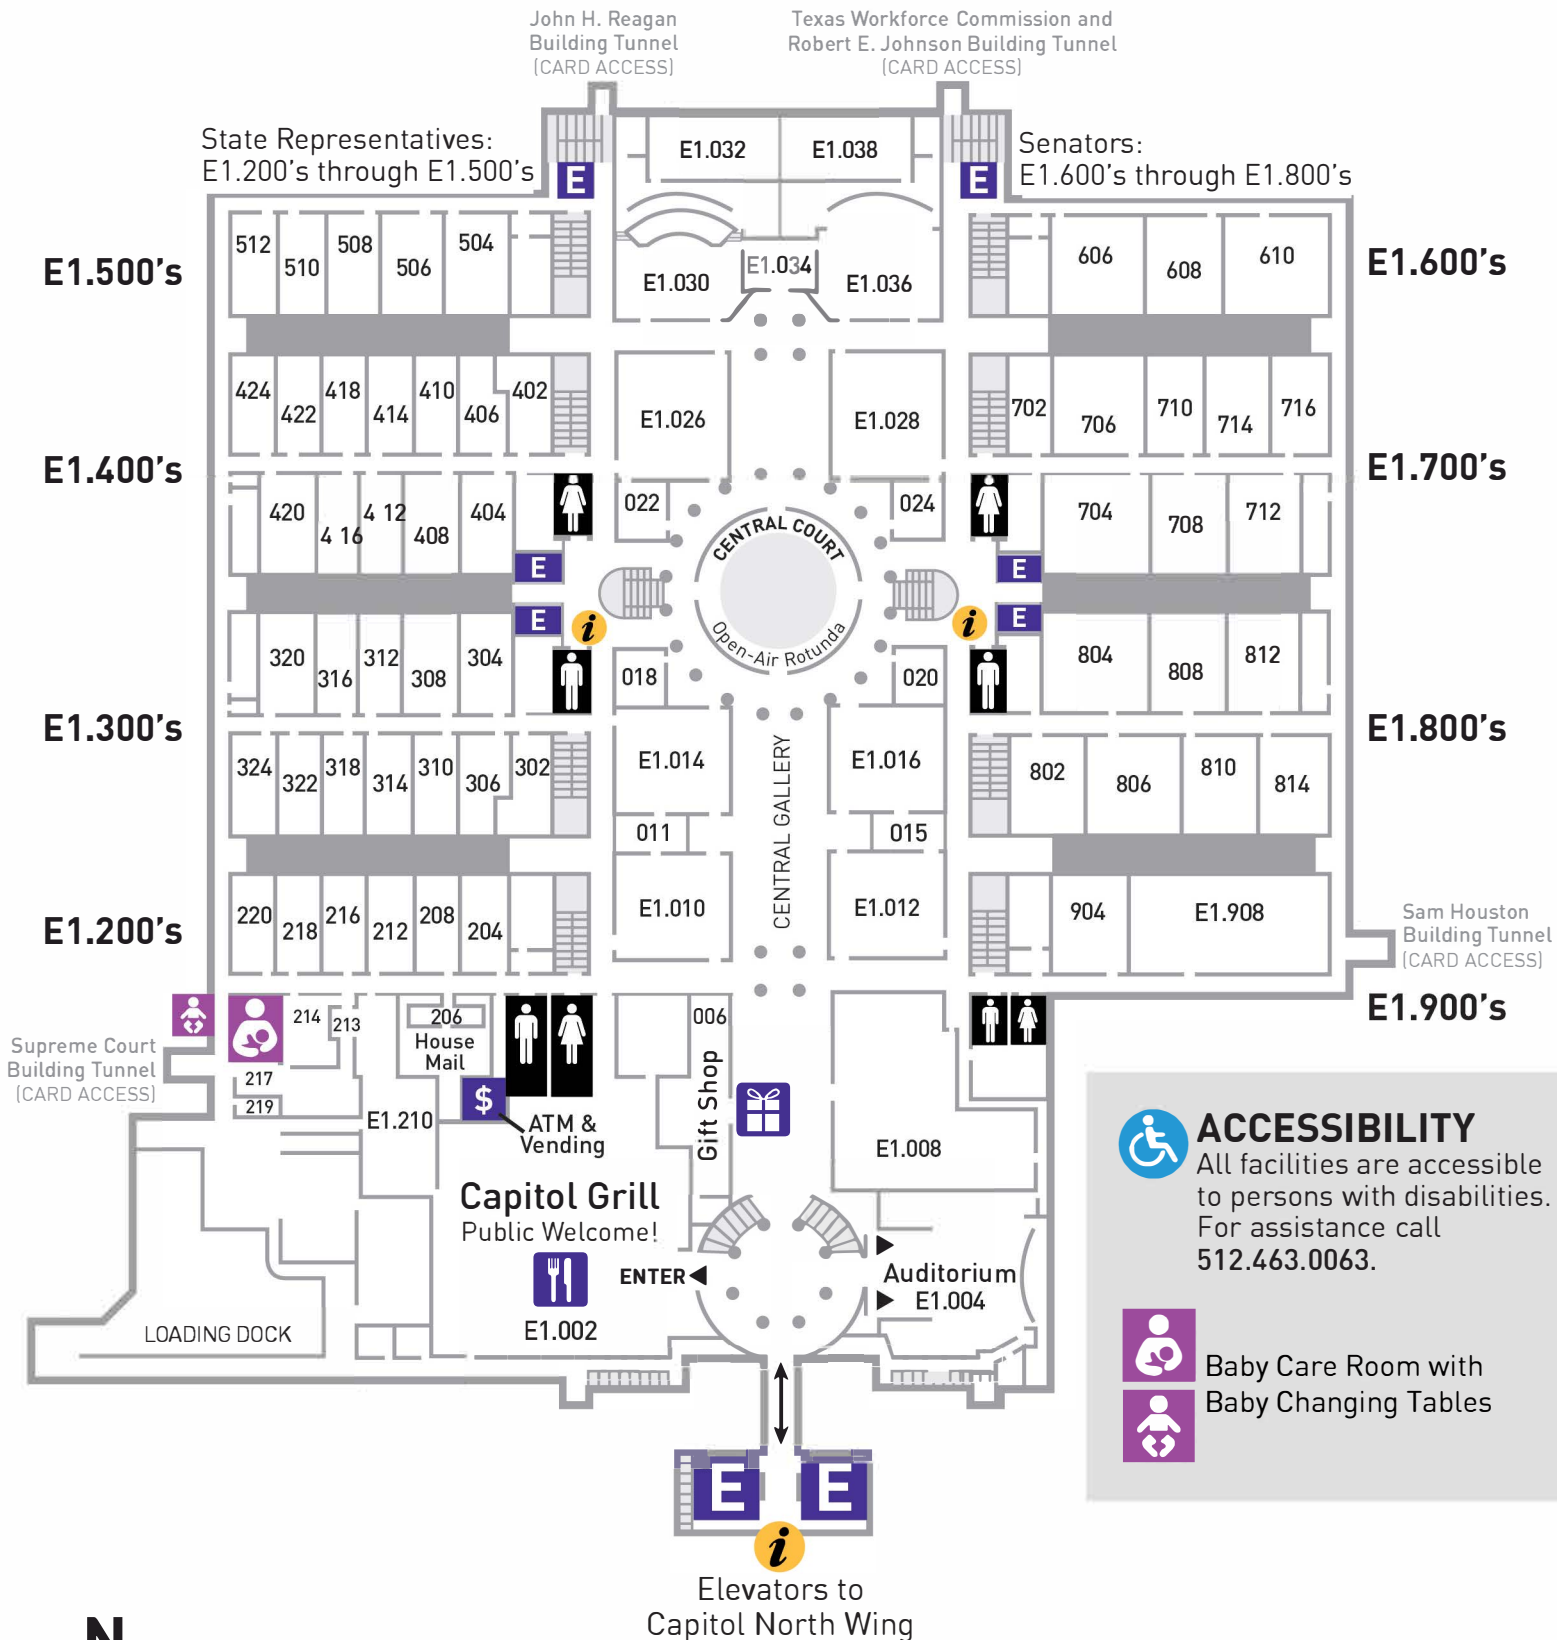 John H. Reagan
Building Tunnel
(CARD ACCESS)
Texas Workforce Commission and
Robert E. Johnson Building Tunnel
(CARD ACCESS)
State Representatives:
E1.200's through E1.500's
Senators:
E1.600's through E1.800's
E
E
E1.032
E1.038
E1.030
E1.034
E1.036
E1.500's
512
510
508
506
504
606
608
610
E1.600's
424
422
418
414
410
406
402
E1.026
E1.028
702
706
710
714
716
E1.400's
E1.700's
420
4 16
4 12
408
404
022
024
704
708
712
CENTRAL COURT
Open-Air Rotunda
E
E
E
E
i
i
320
316
312
308
304
018
020
804
808
812
E1.300's
E1.800's
324
322
318
314
310
306
302
E1.014
E1.016
802
806
810
814
011
015
CENTRAL GALLERY
E1.200's
220
218
216
212
208
204
E1.010
E1.012
904
E1.908
Sam Houston
Building Tunnel
(CARD ACCESS)
E1.900's
Supreme Court
Building Tunnel
(CARD ACCESS)
214
213
206
House
Mail
217
219
E1.210
$
ATM &
Vending
006
Gift Shop
E1.008
Capitol Grill
Public Welcome!
ENTER
E1.002
Auditorium
E1.004
LOADING DOCK
ACCESSIBILITY
All facilities are accessible
to persons with disabilities.
For assistance call
512.463.0063.
Baby Care Room with
Baby Changing Tables
E
E
i
Elevators to
Capitol North Wing
N